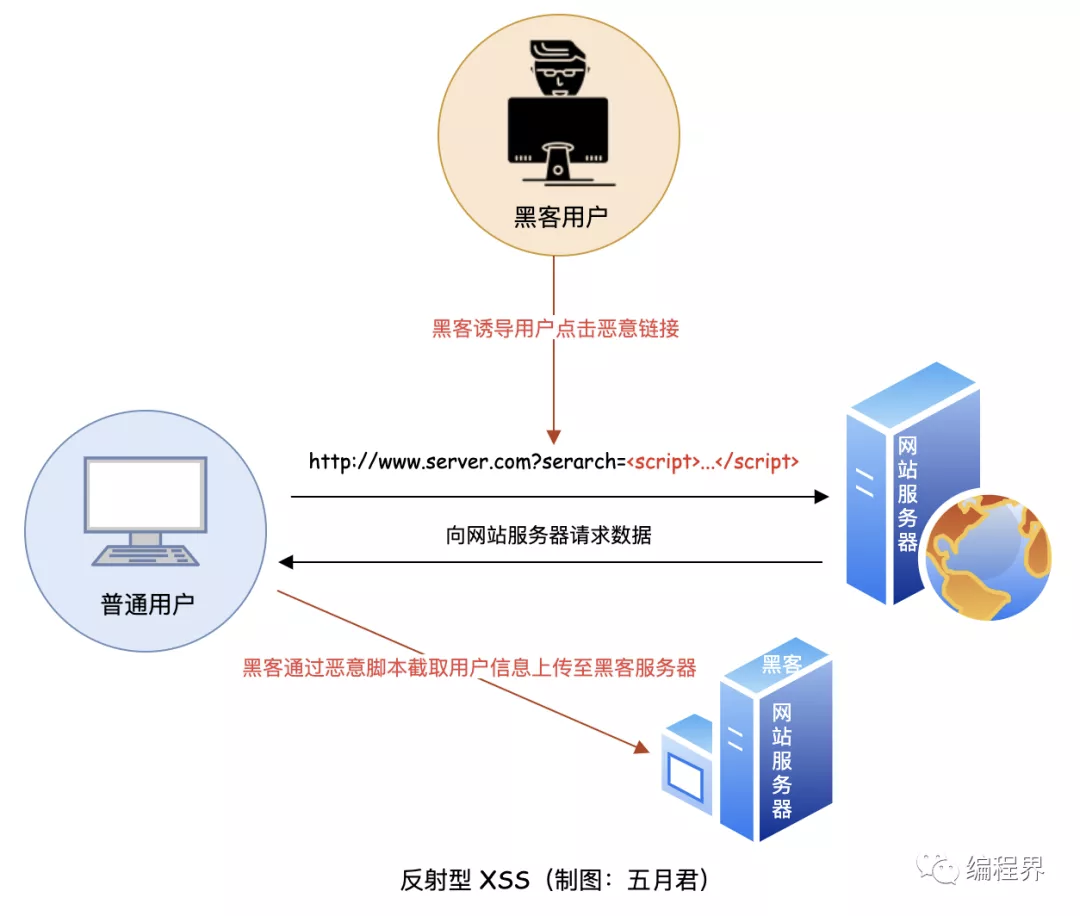 黑客用户
黑客诱导用户点击恶意链接
http://www.server.com?serarch=<script>...</script>
向网站服务器请求数据
网站服务器
普通用户
黑客通过恶意脚本截取用户信息上传至黑客服务器
黑客
网站服务器
反射型 XSS（制图：五月君）
编程界